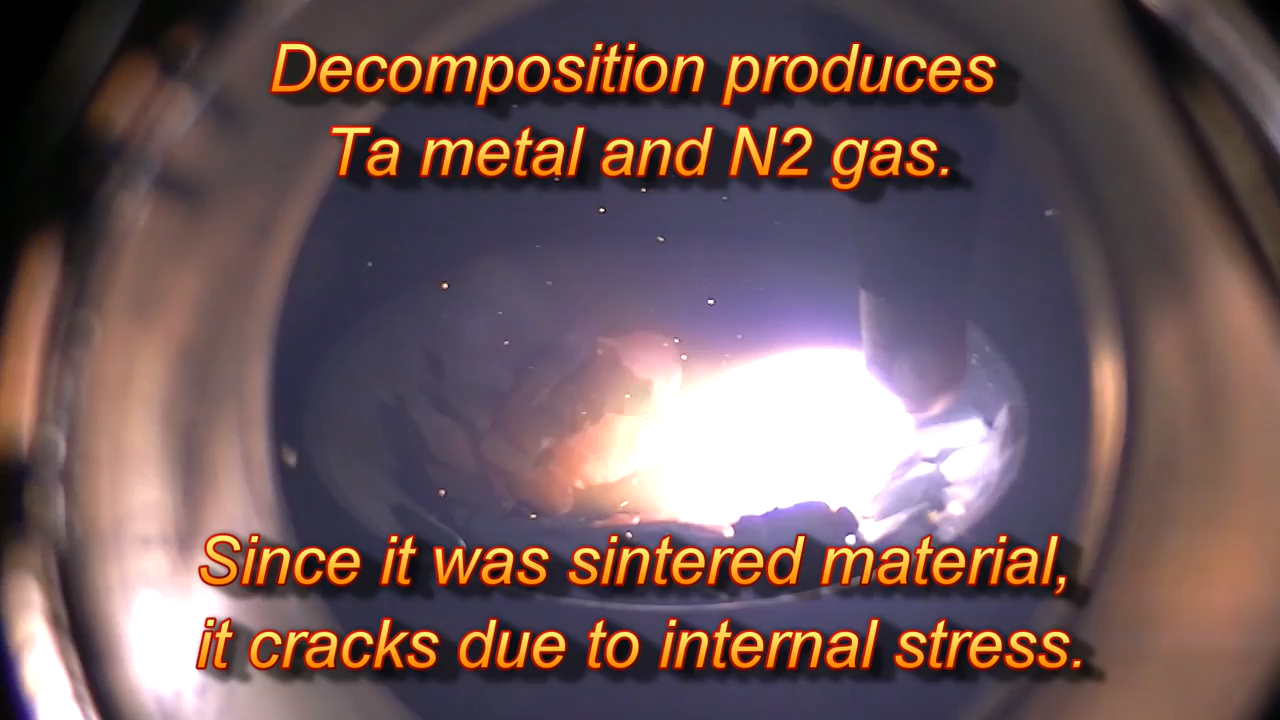 Decomposition produces
Ta metal and N2 gas.
Since it was sintered material,
it cracks due to internal stress.